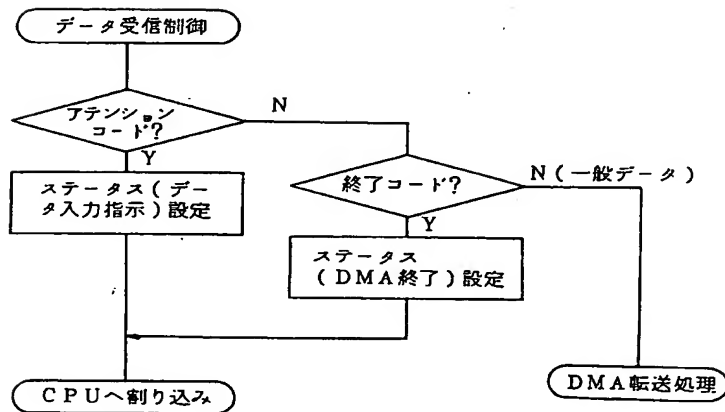 データ受信制御
アテンション
コード?
N
Y
ステータス(デー
タ入力指示)設定
終了コード?
N(一般データ)
Y
ステータス
(DMA終了)設定
CPUへ割り込み
DMA転送処理